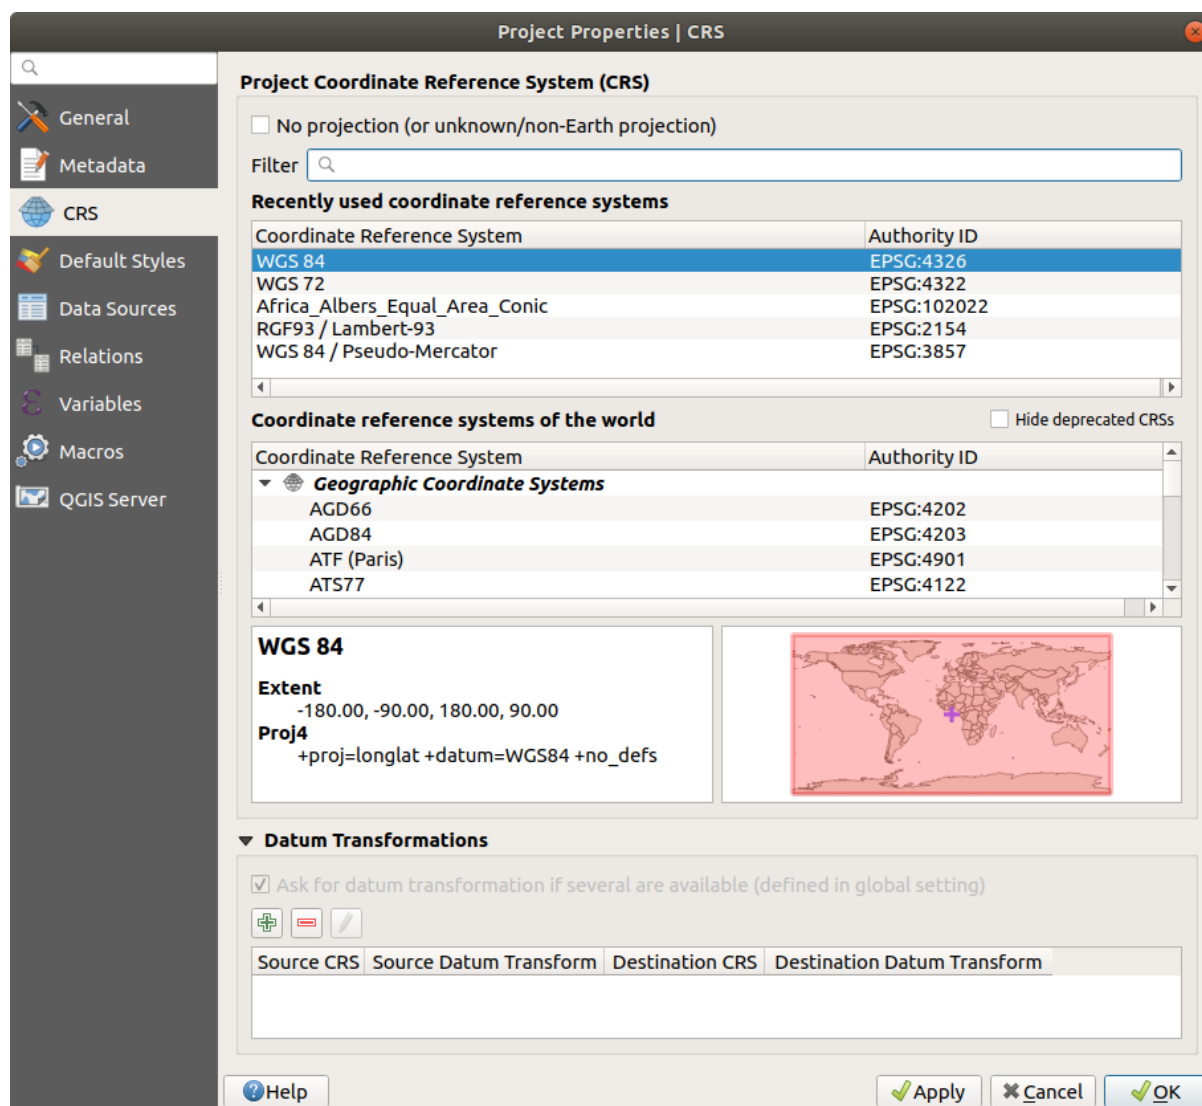 Project Properties | CRS
General
Metadata
CRS
Default Styles
Data Sources
Relations
Variables
Macros
QGIS Server
Project Coordinate Reference System (CRS)
No projection (or unknown/non-Earth projection)
Filter
Recently used coordinate reference systems
Coordinate Reference System Authority ID
WGS 84 EPSG:4326
WGS 72 EPSG:4322
Africa_Albers_Equal_Area_Conic EPSG:102022
RGF93 / Lambert-93 EPSG:2154
WGS 84 / Pseudo-Mercator EPSG:3857
Coordinate reference systems of the world Hide deprecated CRSs
Coordinate Reference System Authority ID
Geographic Coordinate Systems
AGD66 EPSG:4202
AGD84 EPSG:4203
ATF (Paris) EPSG:4901
ATS77 EPSG:4122
WGS 84
Extent
-180.00, -90.00, 180.00, 90.00
Proj4
+proj=longlat +datum=WGS84 +no_defs
Datum Transformations
Ask for datum transformation if several are available (defined in global setting)
Source CRS Source Datum Transform Destination CRS Destination Datum Transform
Help Apply Cancel OK